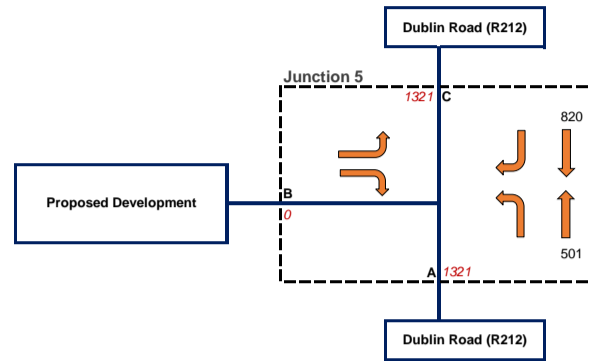 Dublin Road (R212)
Junction 5
1321 C
820
Proposed Development
B
0
501
A 1321
Dublin Road (R212)